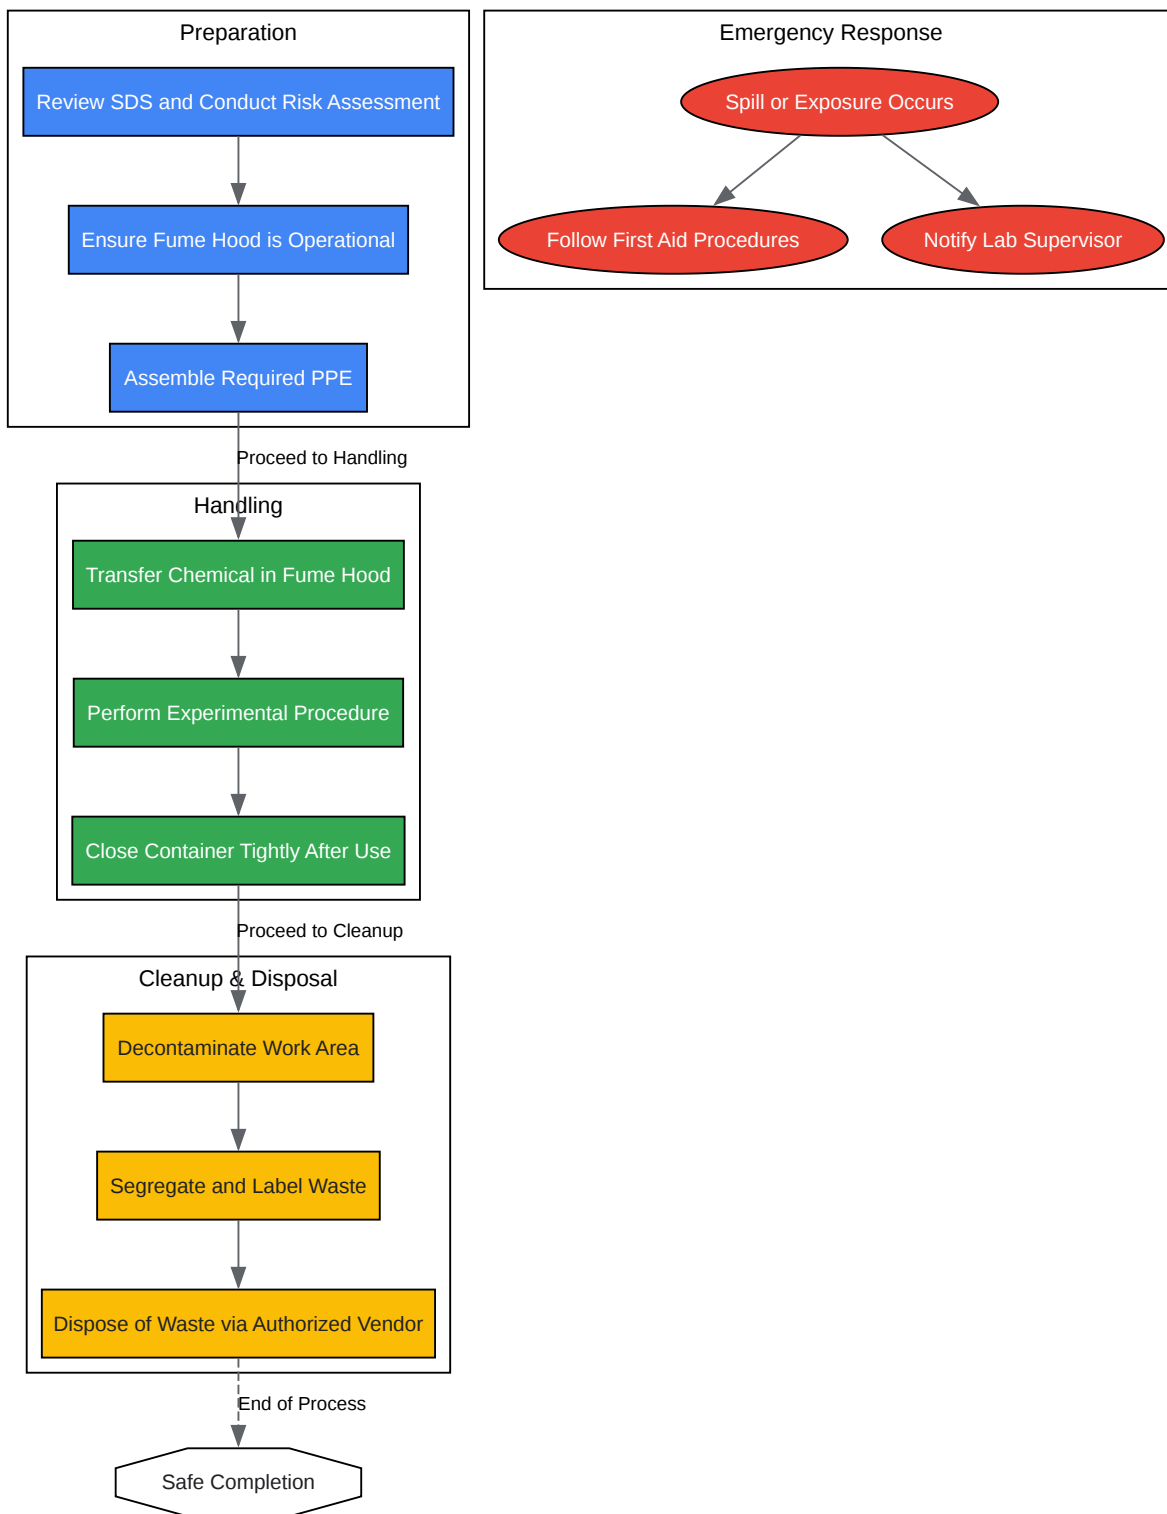 Preparation
Review SDS and Conduct Risk Assessment
Ensure Fume Hood is Operational
Assemble Required PPE
Proceed to Handling
Handling
Transfer Chemical in Fume Hood
Perform Experimental Procedure
Close Container Tightly After Use
Proceed to Cleanup
Cleanup & Disposal
Decontaminate Work Area
Segregate and Label Waste
Dispose of Waste via Authorized Vendor
End of Process
Safe Completion
Emergency Response
Spill or Exposure Occurs
Follow First Aid Procedures
Notify Lab Supervisor